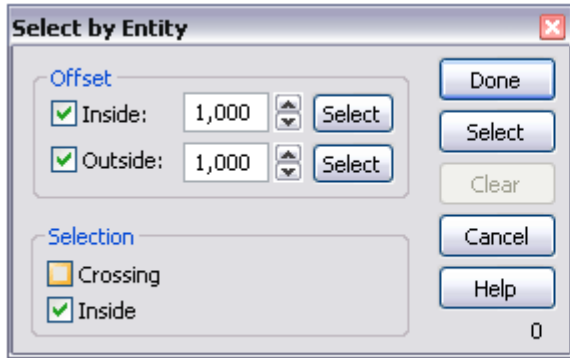 Select by Entity
Offset
Inside: 1,000 Select
Outside: 1,000 Select
Selection
Crossing
Inside
Done
Select
Clear
Cancel
Help
0